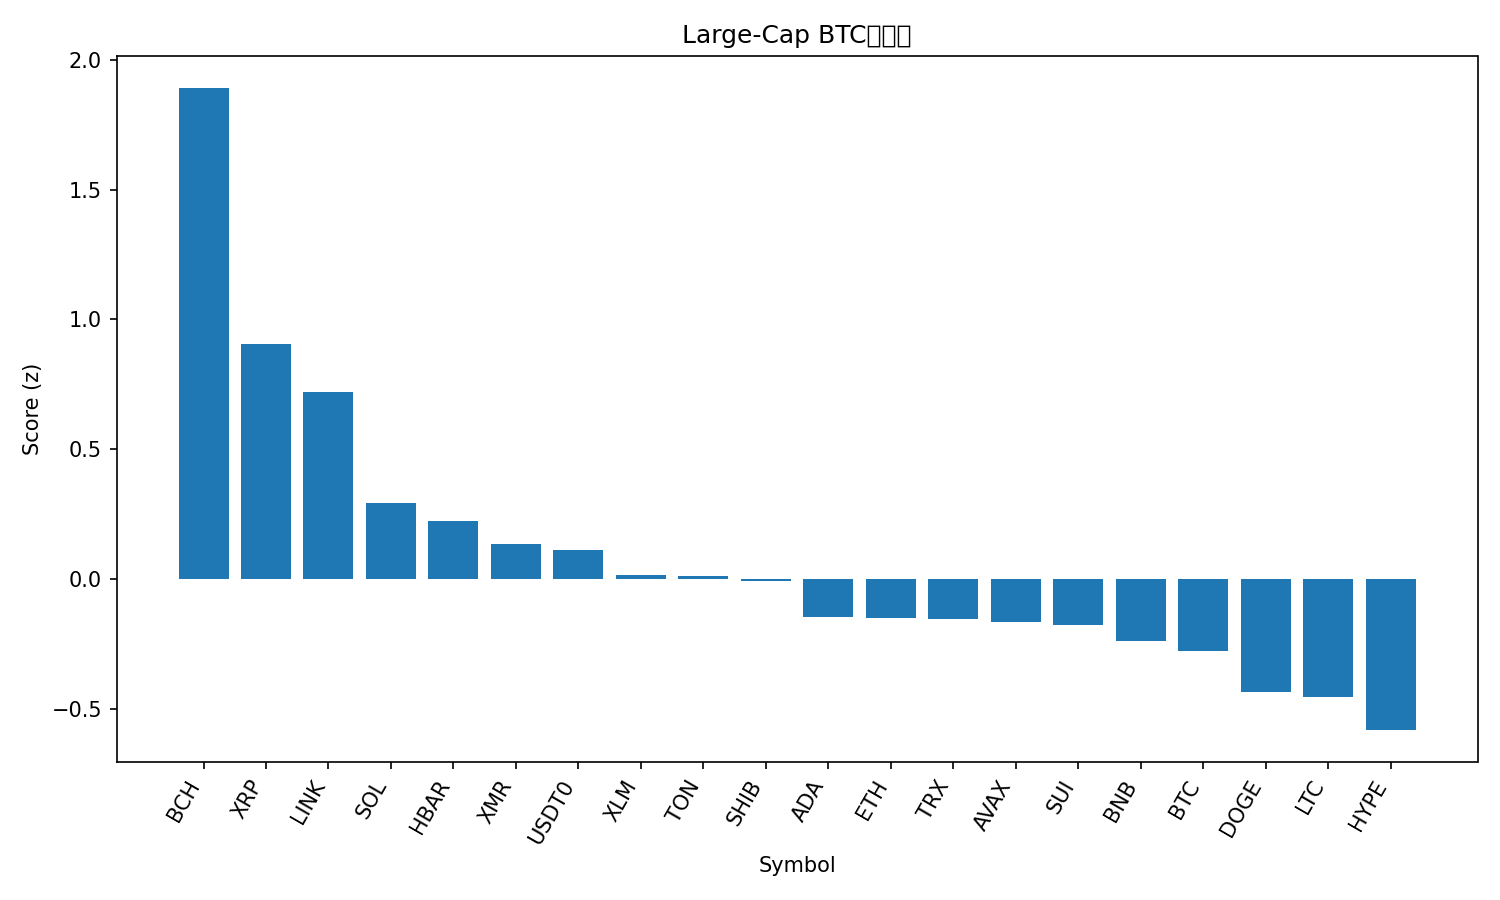 Large-Cap BTC
Score (z)
2.0
1.5
1.0
0.5
0.0
−0.5
BCH
XRP
LINK
SOL
HBAR
XMR
USDT0
XLM
TON
SHIB
ADA
ETH
TRX
AVAX
SUI
BNB
BTC
DOGE
LTC
HYPE
Symbol